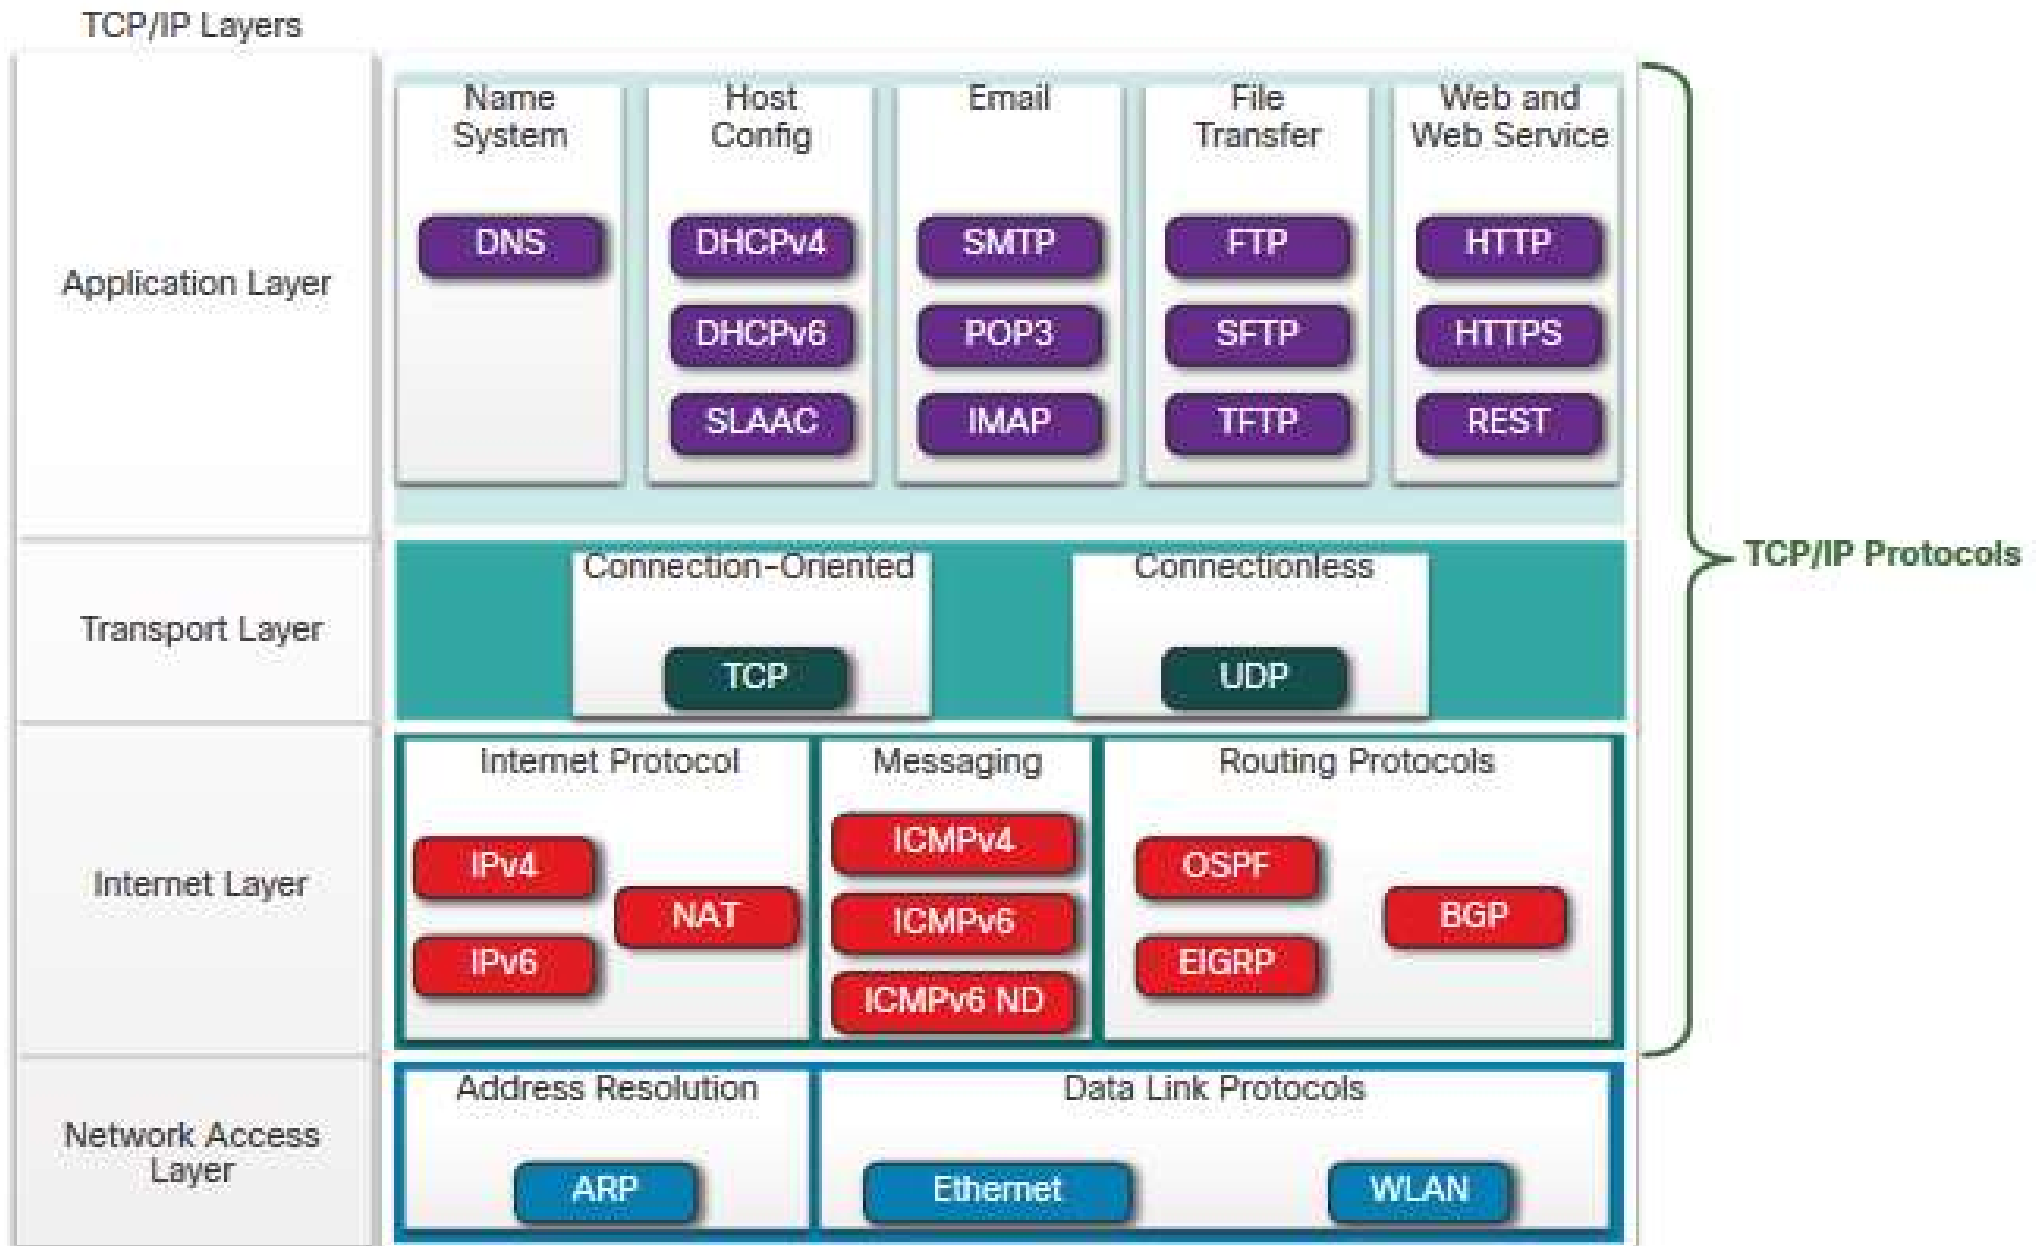 TCP/IP Layers
Application Layer
Name
System
DNS
Host
Config
DHCPv4
DHCPv6
SLAAC
Email
SMTP
POP3
IMAP
File
Transfer
FTP
SFTP
TFTP
Web and
Web Service
HTTP
HTTPS
REST
Transport Layer
Connection-Oriented
TCP
Connectionless
UDP
Internet Layer
Internet Protocol
IPv4
IPv6
NAT
Messaging
ICMPv4
ICMPv6
ICMPv6 ND
Routing Protocols
OSPF
EIGRP
BGP
Network Access
Layer
Address Resolution
ARP
Data Link Protocols
Ethernet
WLAN
TCP/IP Protocols